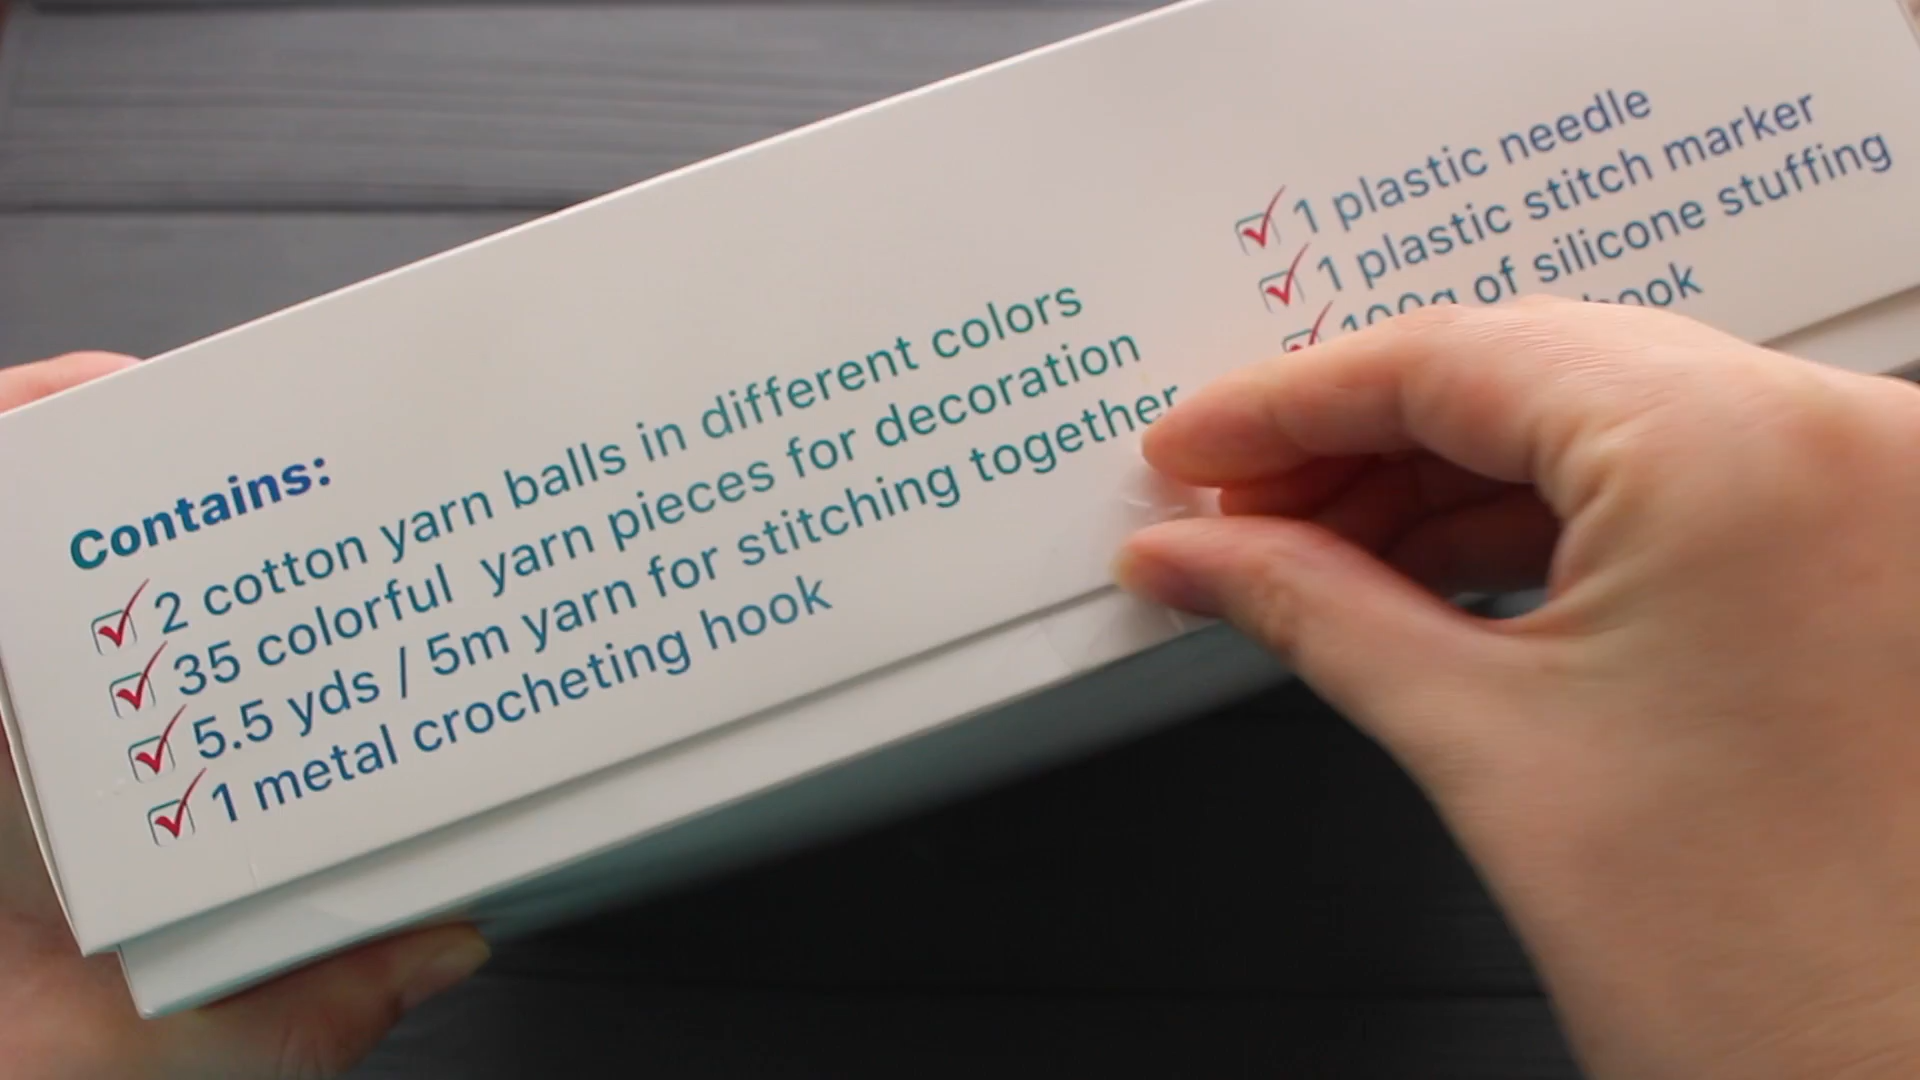 Contains:
2 cotton yarn balls in different colors
35 colorful yarn pieces for decoration
5.5 yds / 5m yarn for stitching together
1 metal crocheting hook
1 plastic needle
1 plastic stitch marker
100g of silicone stuffing
hook